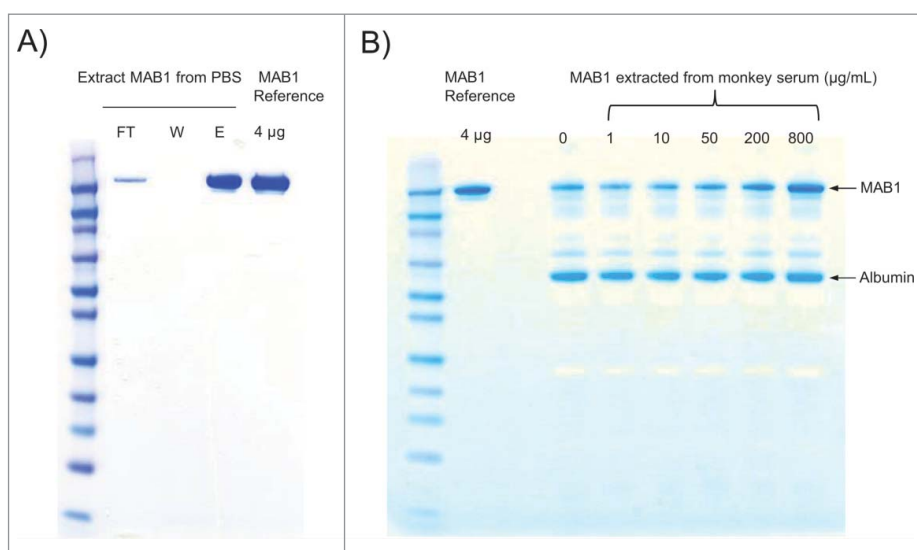 A)
Extract MAB1 from PBS
MAB1
Reference
FT
W
E
4 µg
B)
MAB1
Reference
4 µg
MAB1 extracted from monkey serum (µg/mL)
0
1
10
50
200
800
MAB1
Albumin